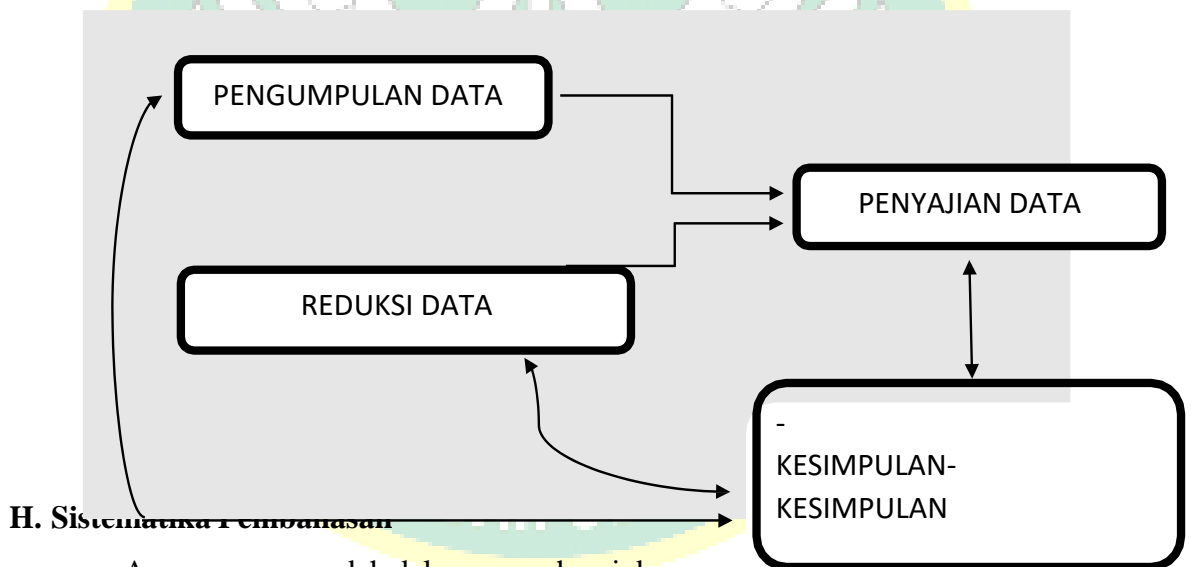 PENGUMPULAN DATA
PENYAJIAN DATA
REDUKSI DATA
-
KESIMPULAN-
KESIMPULAN
H. Sistematika Pembahasan